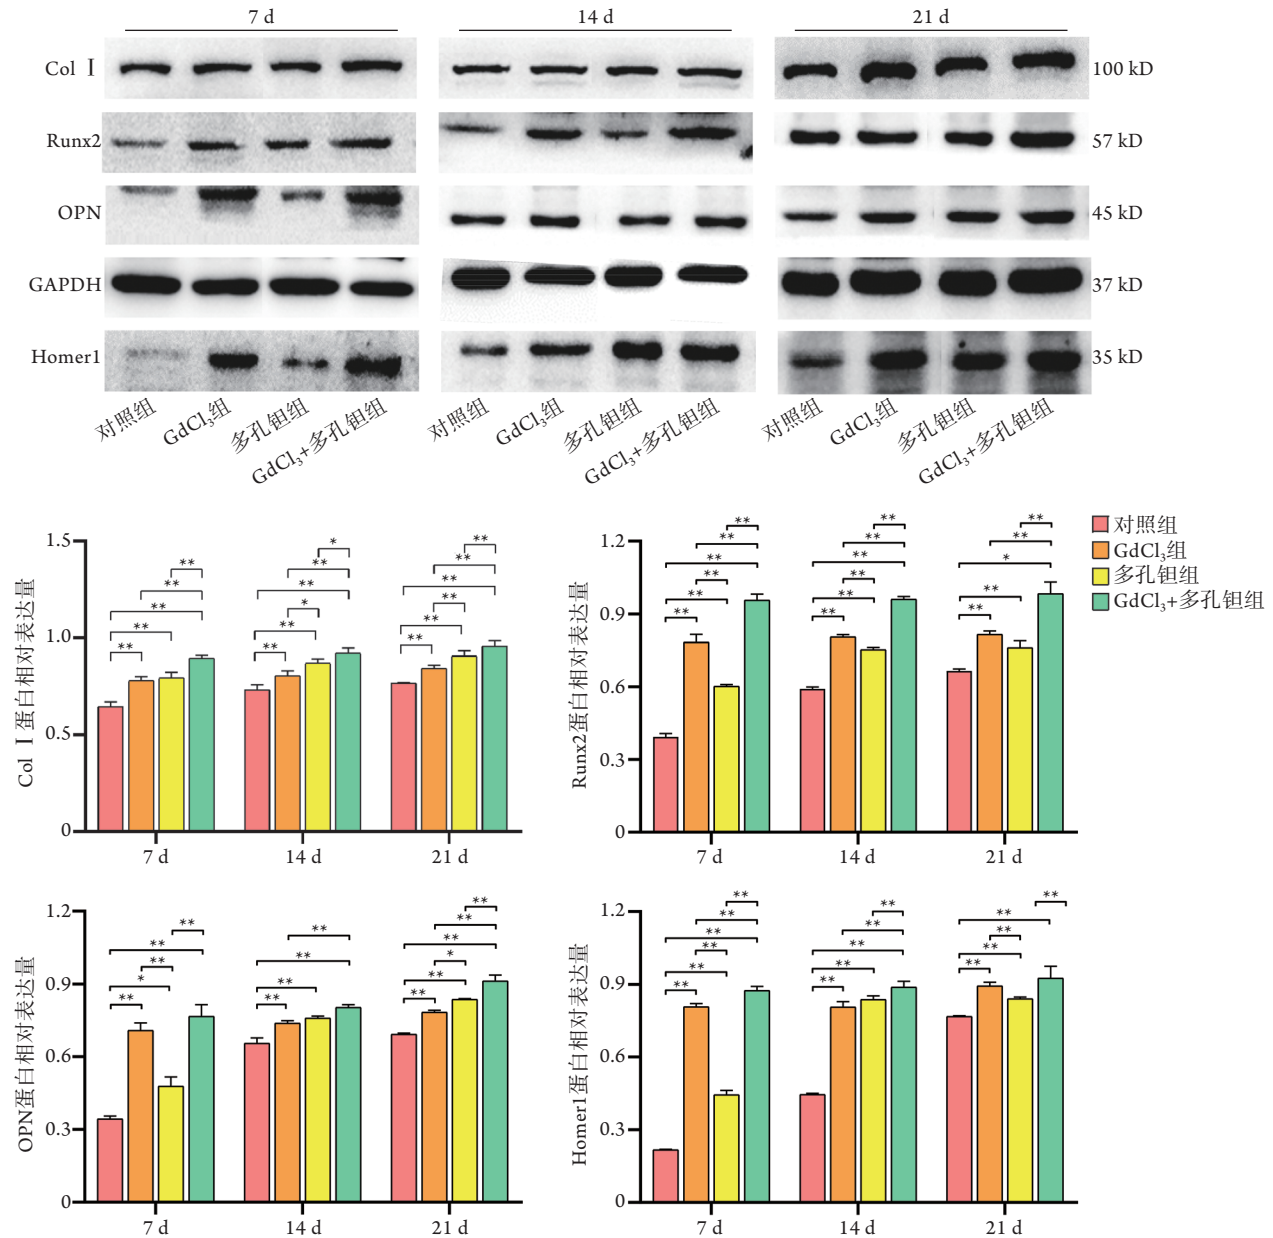 7 d 14 d 21 d
Col Ⅰ 100 kD
Runx2 57 kD
OPN 45 kD
GAPDH 37 kD
Homer1 35 kD
对照组 GdCl₃组 多孔钽组 GdCl₃+多孔钽组 对照组 GdCl₃组 多孔钽组 GdCl₃+多孔钽组 对照组 GdCl₃组 多孔钽组 GdCl₃+多孔钽组
对照组
GdCl₃组
多孔钽组
GdCl₃+多孔钽组
Col Ⅰ蛋白相对表达量
1.5
1.0
0.5
0
** ** ** ** ** **
** ** * ** ** *
** ** ** ** ** **
7 d 14 d 21 d
Runx2蛋白相对表达量
1.2
0.9
0.6
0.3
0
** ** ** ** ** **
** ** ** ** ** **
** ** * ** **
7 d 14 d 21 d
OPN蛋白相对表达量
1.2
0.9
0.6
0.3
0
** * ** ** **
** ** ** **
** ** * ** ** **
7 d 14 d 21 d
Homer1蛋白相对表达量
1.2
0.9
0.6
0.3
0
** ** ** ** ** **
** ** ** ** **
** ** ** ** **
7 d 14 d 21 d